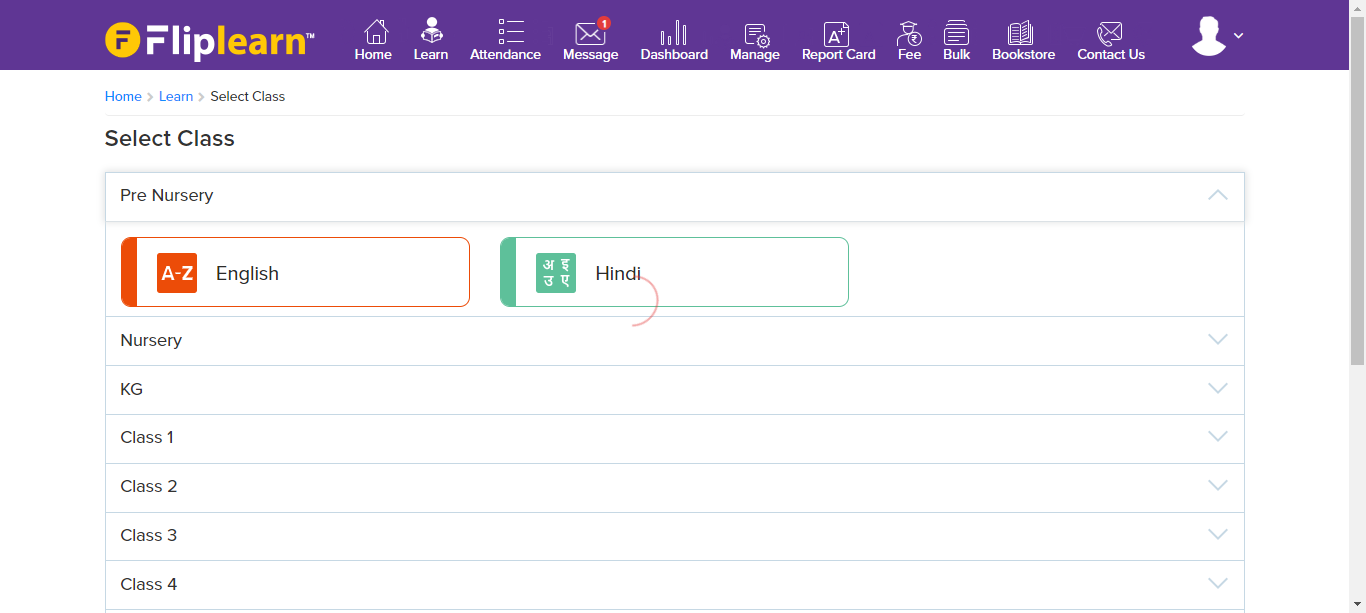 Fliplearn™
Home Learn Attendance Message 1 Dashboard Manage Report Card Fee Bulk Bookstore Contact Us
Home > Learn > Select Class
Select Class
Pre Nursery
A-Z English
अ इ
उ ए
Hindi
Nursery
KG
Class 1
Class 2
Class 3
Class 4